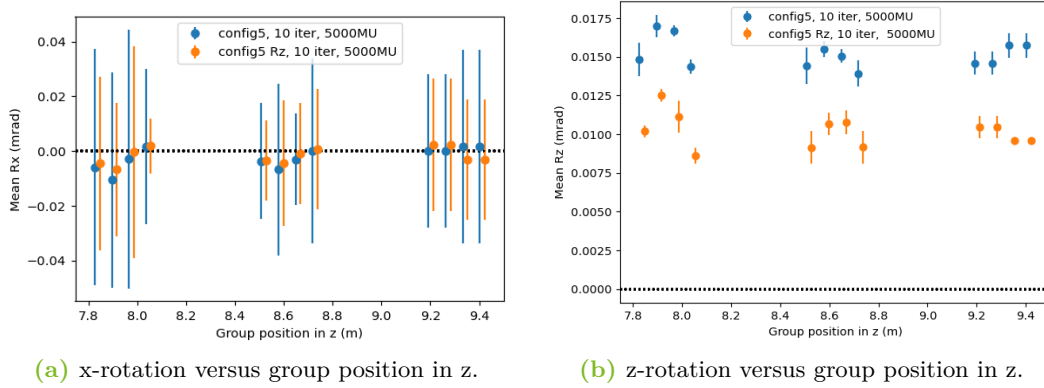 config5, 10 iter, 5000MU
config5 Rz, 10 iter, 5000MU
0.04
0.02
0.00
−0.02
−0.04
Mean Rx (mrad)
7.8 8.0 8.2 8.4 8.6 8.8 9.0 9.2 9.4
Group position in z (m)
(a) x-rotation versus group position in z.
config5, 10 iter, 5000MU
config5 Rz, 10 iter, 5000MU
0.0175
0.0150
0.0125
0.0100
0.0075
0.0050
0.0025
0.0000
Mean Rz (mrad)
7.8 8.0 8.2 8.4 8.6 8.8 9.0 9.2 9.4
Group position in z (m)
(b) z-rotation versus group position in z.